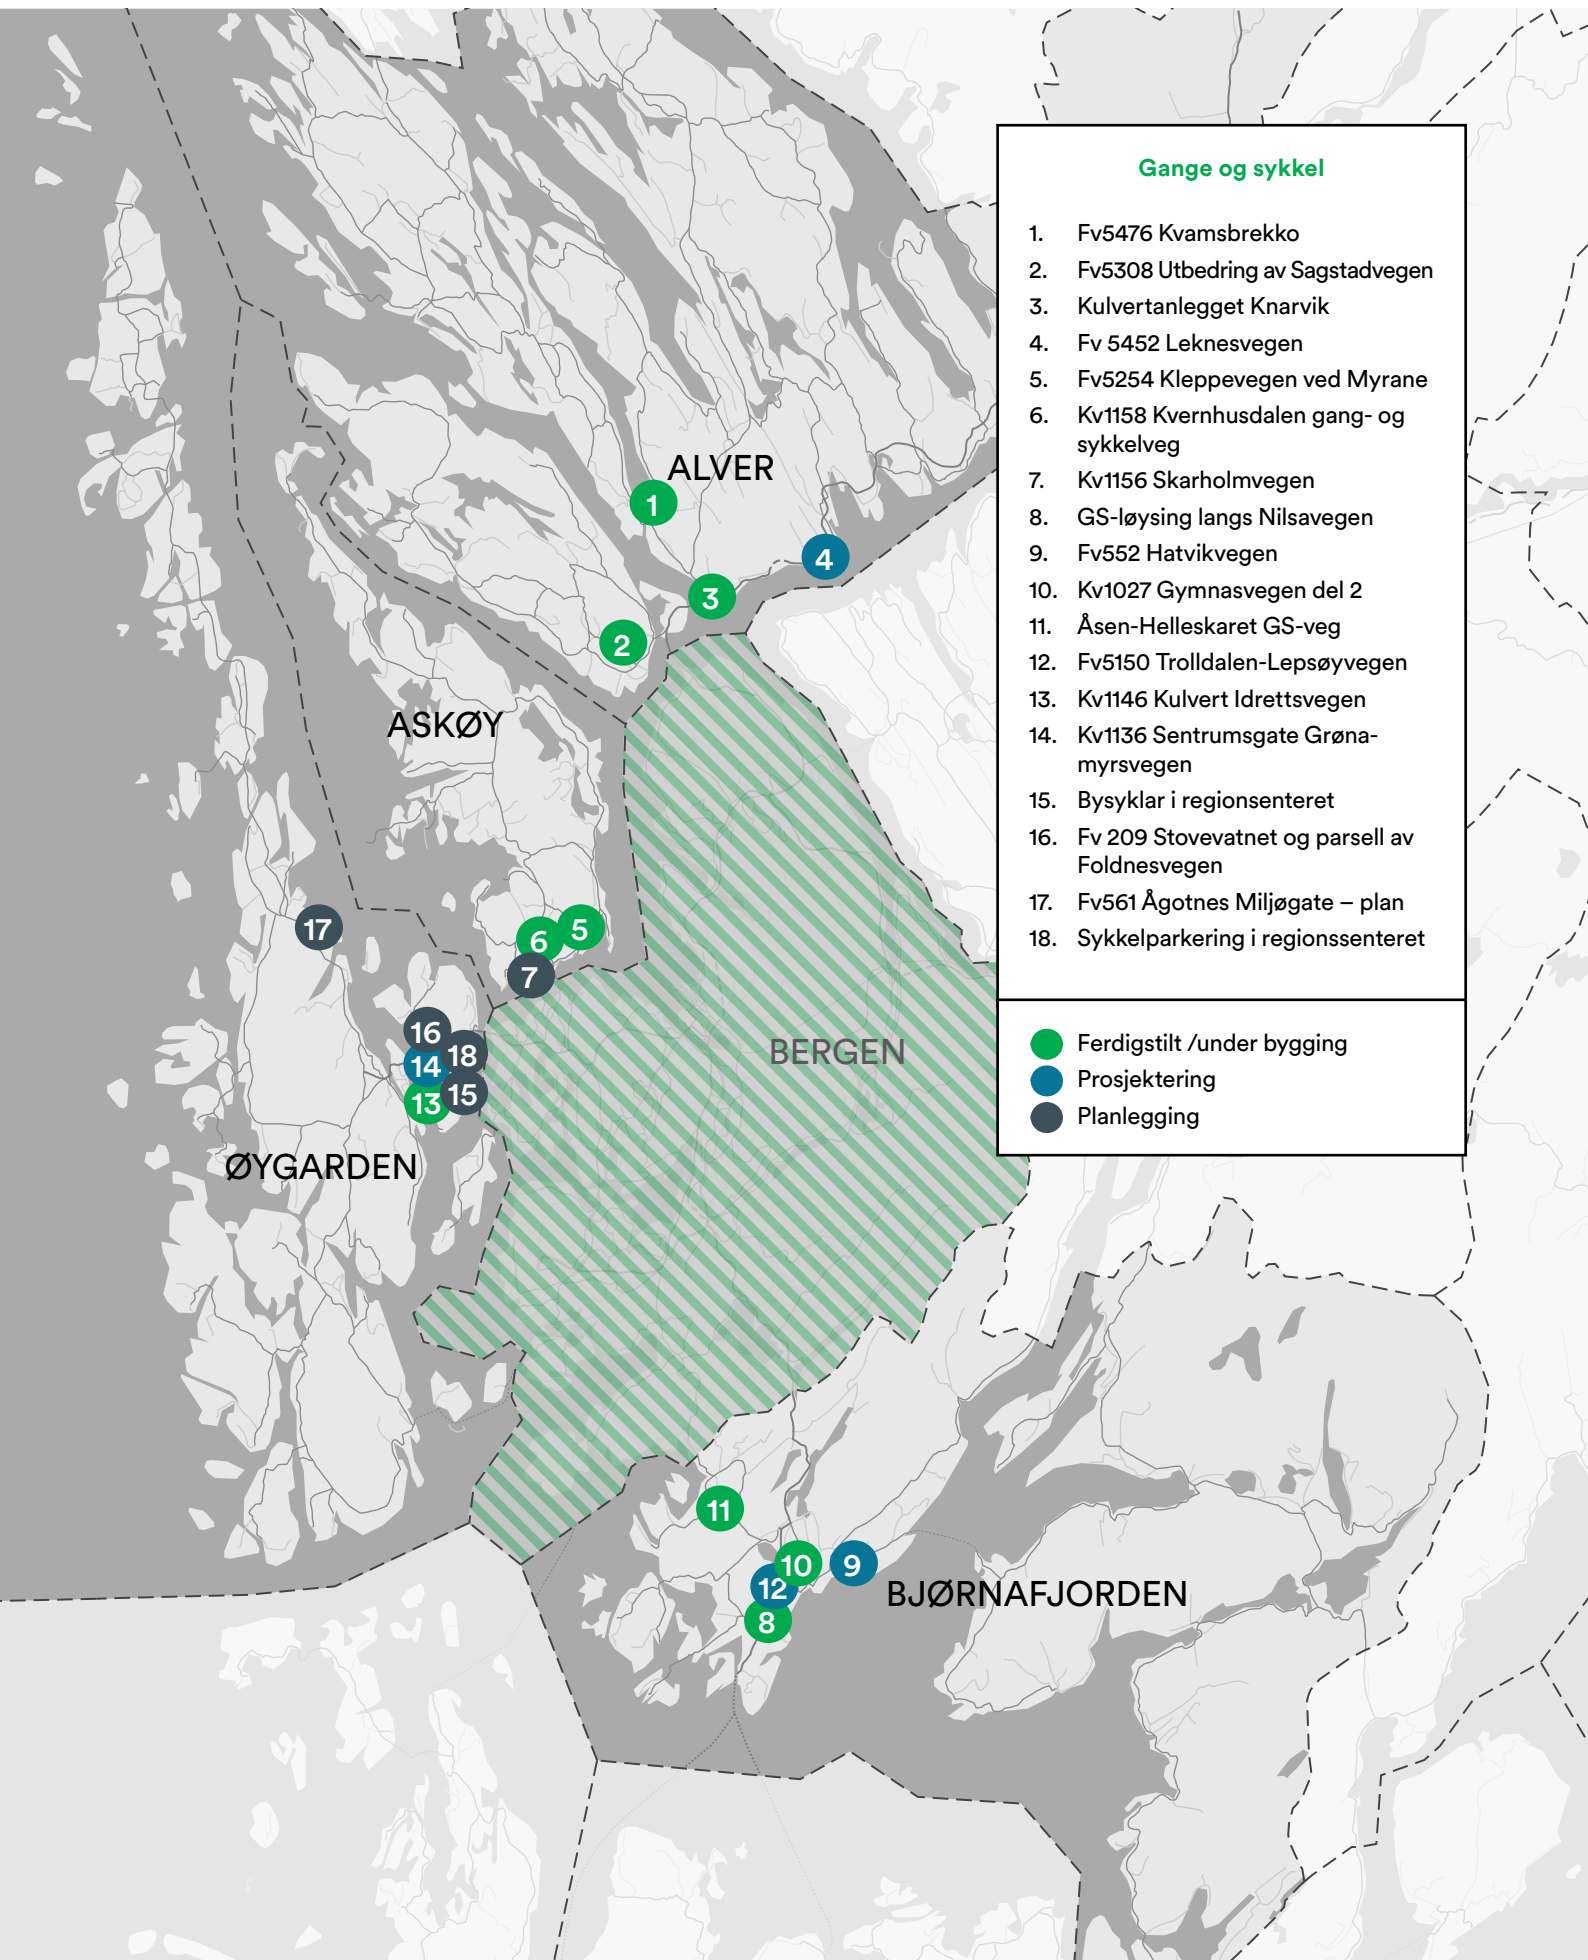 Gange og sykkel
1. Fv5476 Kvamsbrekko
2. Fv5308 Utbedring av Sagstadvegen
3. Kulvertanlegget Knarvik
4. Fv 5452 Leknesvegen
5. Fv5254 Kleppevegen ved Myrane
6. Kv1158 Kvernhusdalen gang- og
sykkelveg
7. Kv1156 Skarholmvegen
8. GS-løysing langs Nilsavegen
9. Fv552 Hatvikvegen
10. Kv1027 Gymnasvegen del 2
11. Åsen-Helleskaret GS-veg
12. Fv5150 Trolldalen-Lepsøyvegen
13. Kv1146 Kulvert Idrettsvegen
14. Kv1136 Sentrumsgate Grøna-
myrsvegen
15. Bysyklar i regionsenteret
16. Fv 209 Stovevatnet og parsell av
Foldnesvegen
17. Fv561 Ågotnes Miljøgate – plan
18. Sykkelparkering i regionssenteret
Ferdigstilt /under bygging
Prosjektering
Planlegging
ALVER
1
4
3
2
ASKØY
17
6
5
7
16
18
14
15
13
BERGEN
ØYGARDEN
11
10
9
12
8
BJØRNAFJORDEN